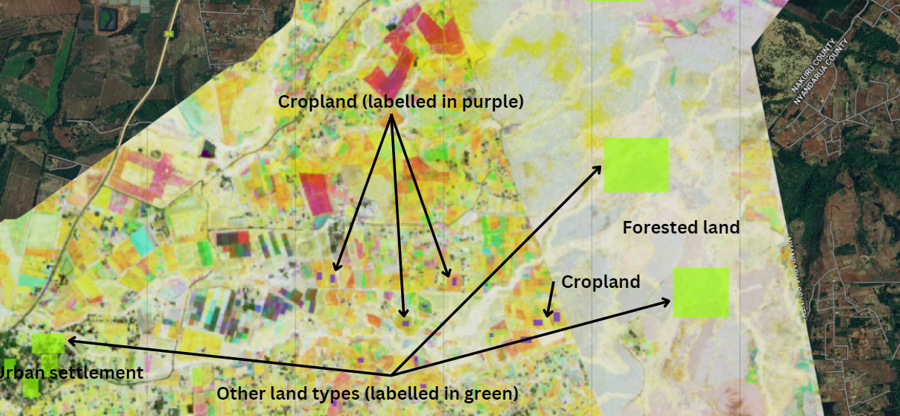 NAKURU COUNTY
NYANDARUA COUNTY
Cropland (labelled in purple)
Forested land
Cropland
Urban settlement
Other land types (labelled in green)